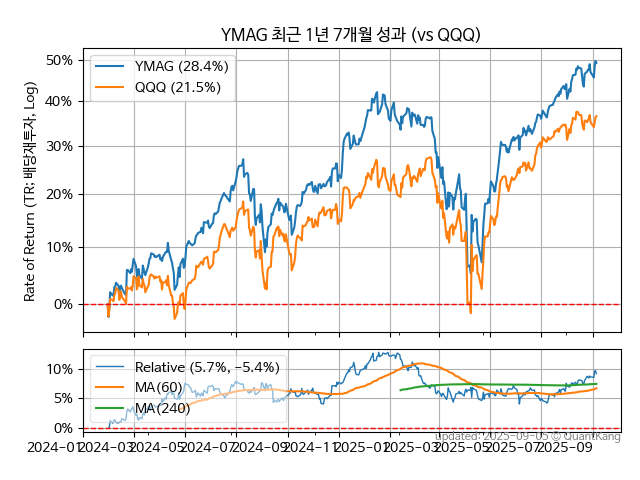 YMAG 최근 1년 7개월 성과 (vs QQQ)
Rate of Return (TR: 배당재투자, Log)
50%
40%
30%
20%
10%
0%
YMAG (28.4%)
QQQ (21.5%)
10%
5%
0%
Relative (5.7%, −5.4%)
MA(60)
MA(240)
2024−01
2024−03
2024−05
2024−07
2024−09
2024−11
2025−01
2025−03
2025−05
2025−07
2025−09
updated: 2025−09−05 © QuantKang